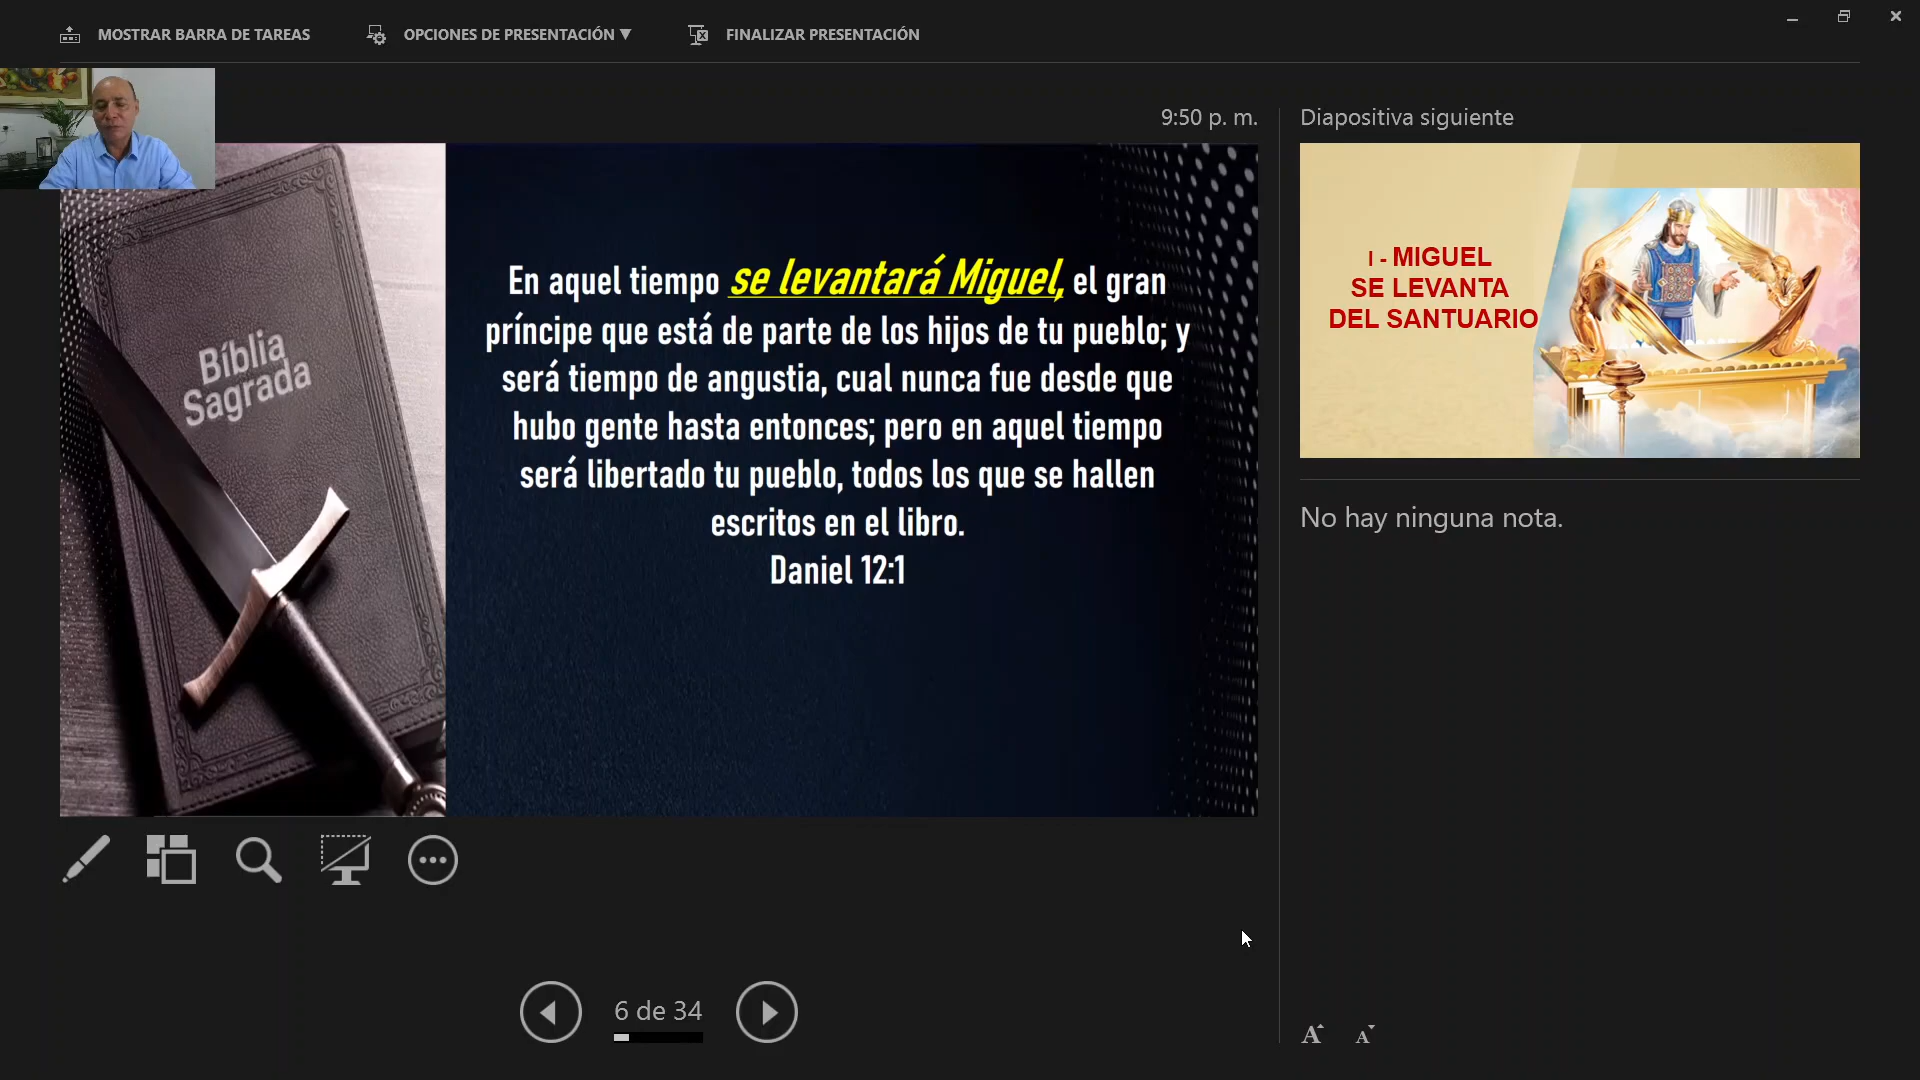 MOSTRAR BARRA DE TAREAS
OPCIONES DE PRESENTACIÓN ▼
FINALIZAR PRESENTACIÓN
9:50 p. m.
Bíblia
Sagrada
En aquel tiempo se levantará Miguel, el gran
príncipe que está de parte de los hijos de tu pueblo; y
será tiempo de angustia, cual nunca fue desde que
hubo gente hasta entonces; pero en aquel tiempo
será libertado tu pueblo, todos los que se hallen
escritos en el libro.
Daniel 12:1
6 de 34
Diapositiva siguiente
I - MIGUEL
SE LEVANTA
DEL SANTUARIO
No hay ninguna nota.
A A